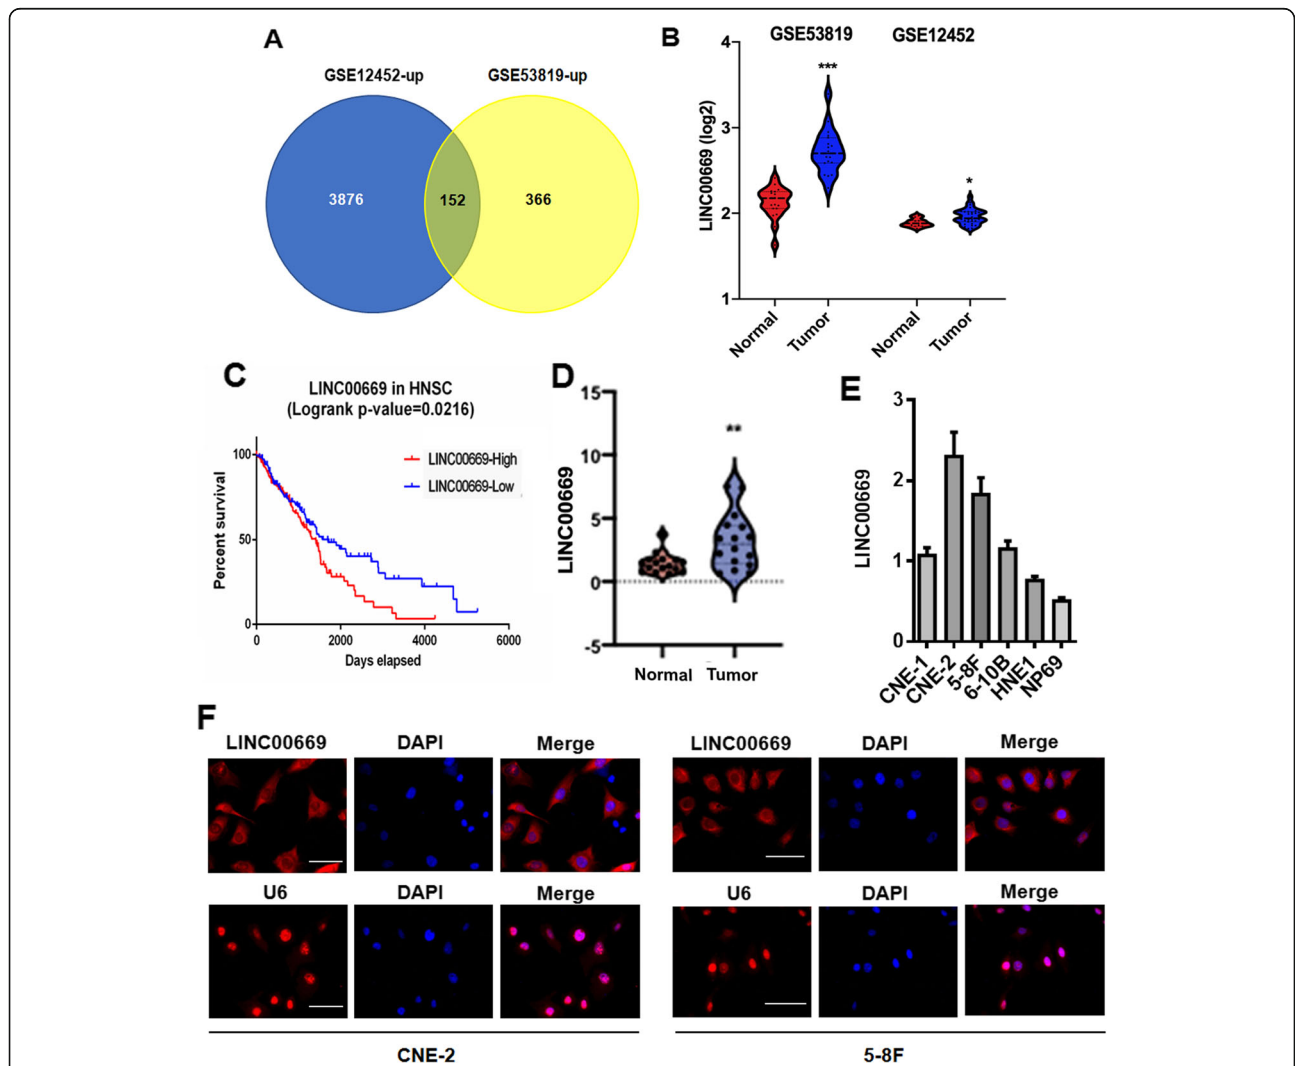 A
GSE12452-up GSE53819-up
3876 152 366
B
GSE53819 GSE12452
***
*
LINC00669 (log2)
4
3
2
1
Normal Tumor Normal Tumor
C
LINC00669 in HNSC
(Logrank p-value=0.0216)
LINC00669-High
LINC00669-Low
Percent survival
100
50
0
0 2000 4000 6000
Days elapsed
D
**
LINC00669
15
10
5
0
-5
Normal Tumor
E
LINC00669
3
2
1
0
CNE-1 CNE-2 5-8F 6-10B HNE1 NP69
F
LINC00669 DAPI Merge LINC00669 DAPI Merge
U6 DAPI Merge U6 DAPI Merge
CNE-2 5-8F